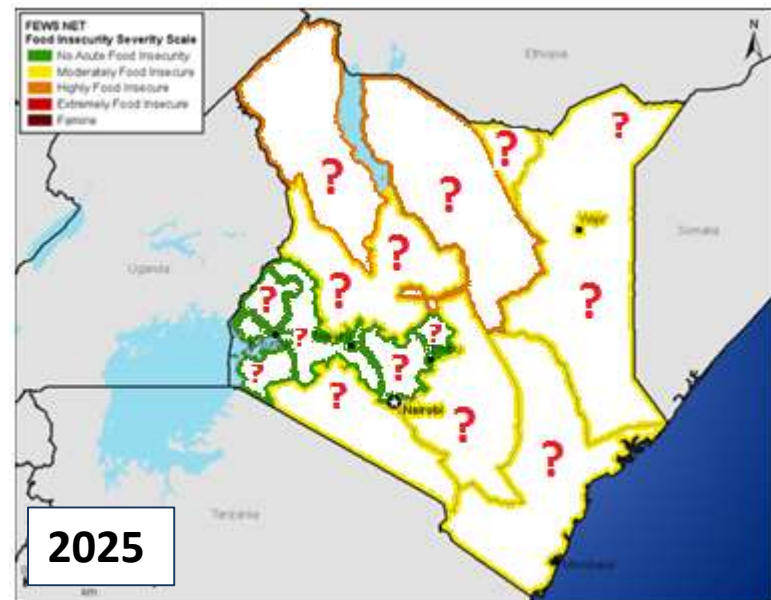 FEWS NET
Food Insecurity Severity Scale
No Acute Food Insecurity
Moderately Food Insecure
Highly Food Insecure
Extremely Food Insecure
Famine
N
Ethiopia
?
?
?
?
Wajir
Somalia
Uganda
?
?
?
?
?
?
?
?
?
Nairobi
?
?
?
Tanzania
Mombasa
2025
km